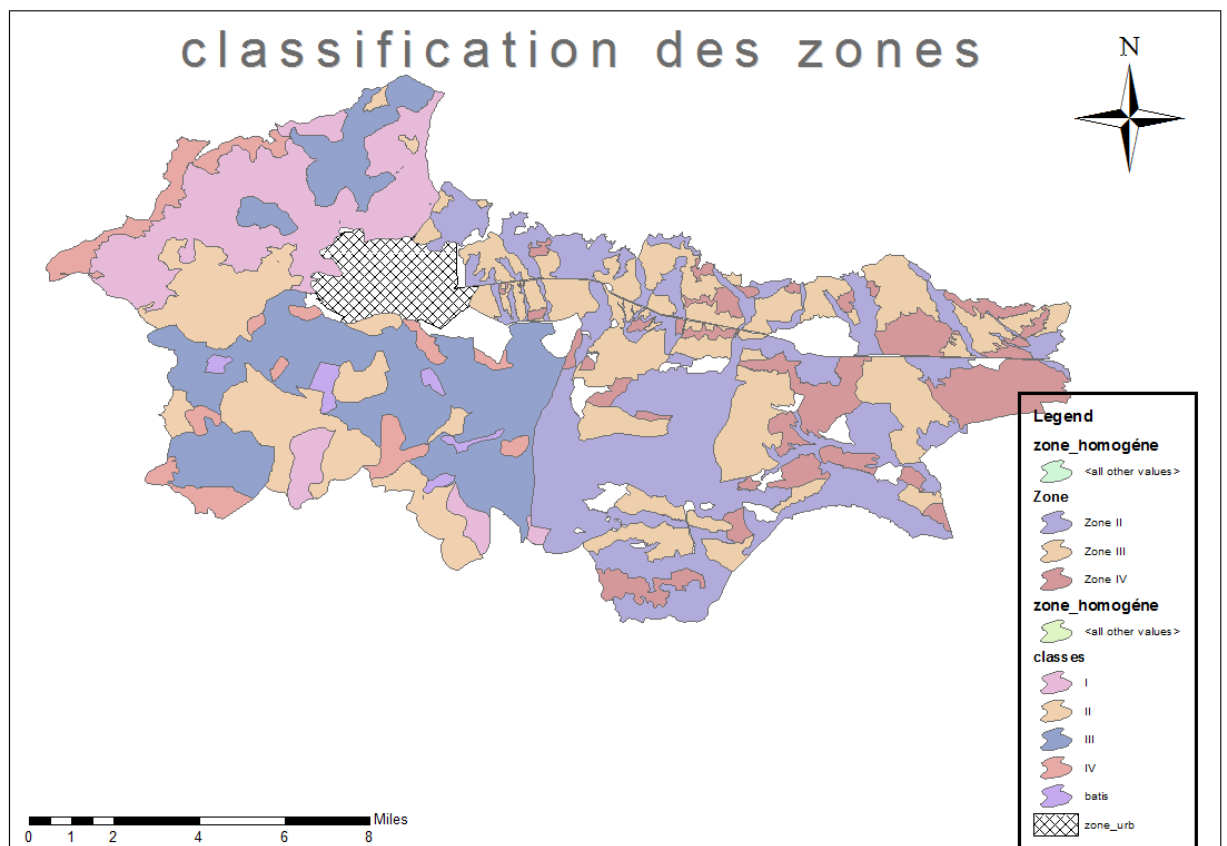 classification des zones
N
Legend
zone_homogéne
<all other values>
Zone
Zone II
Zone III
Zone IV
zone_homogéne
<all other values>
classes
I
II
III
IV
batis
zone_urb
Miles
0 1 2 4 6 8